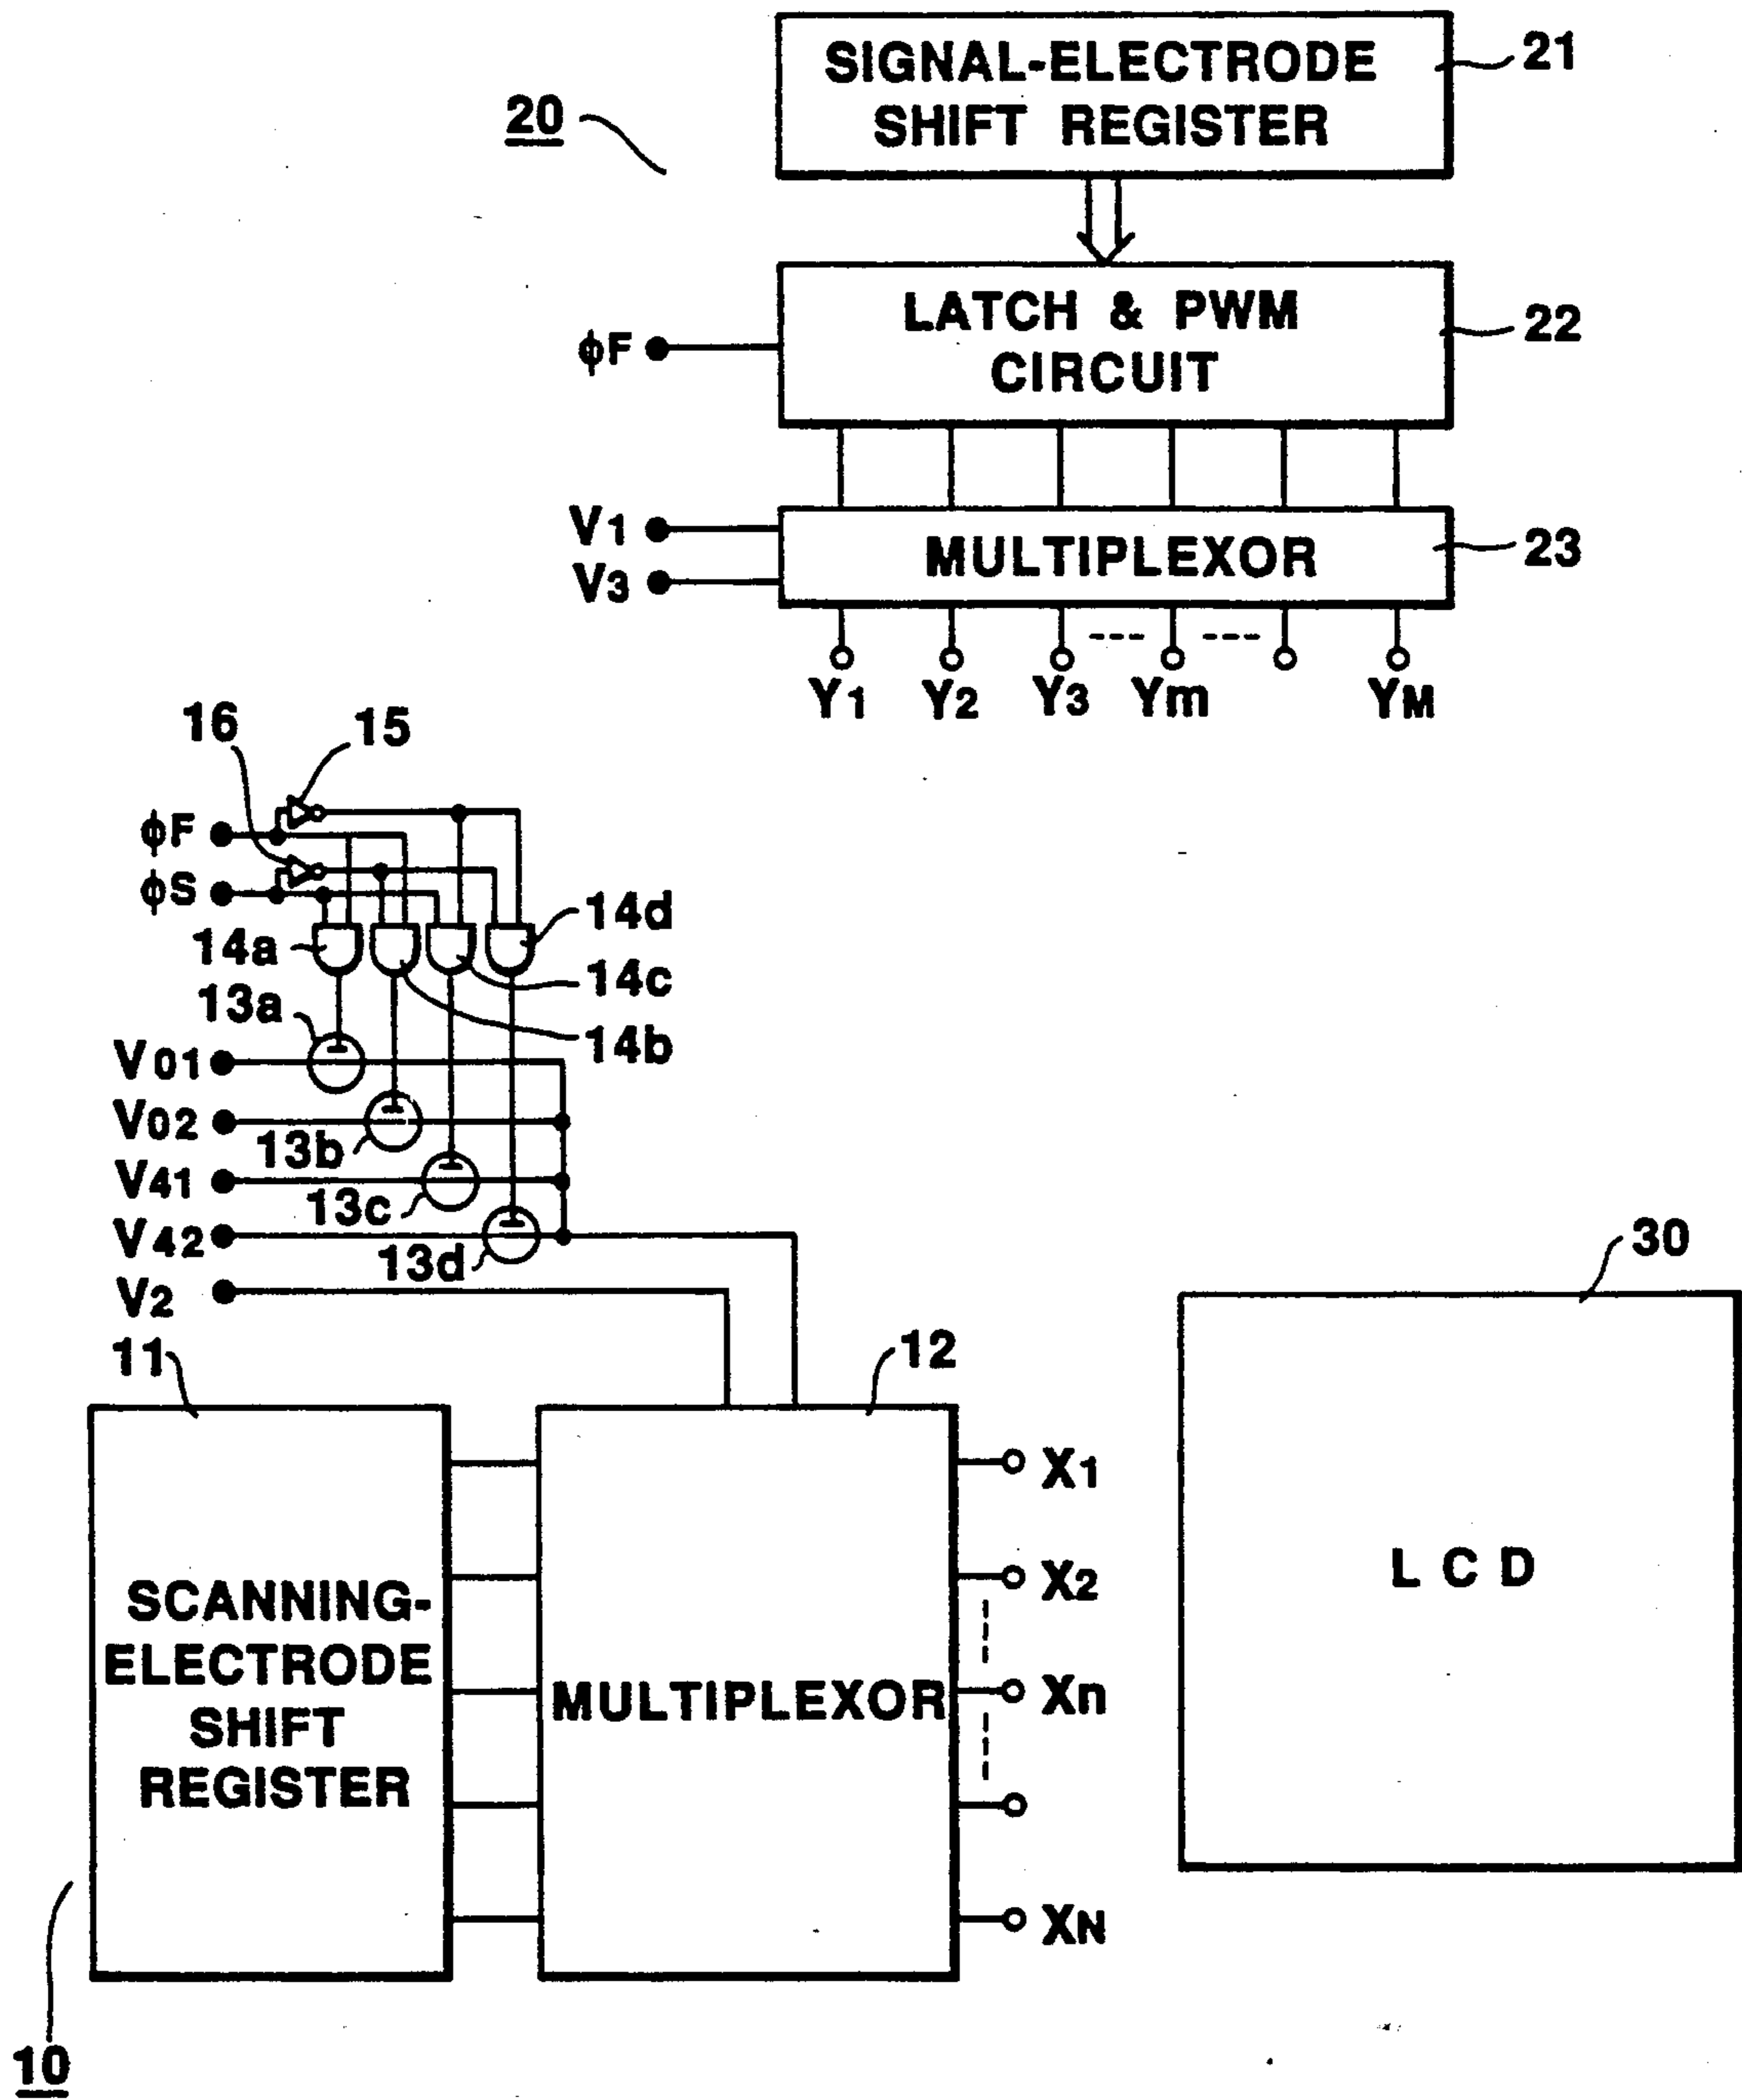 SIGNAL-ELECTRODE
SHIFT REGISTER
21
20
LATCH & PWM
CIRCUIT
22
ϕF
V1
V3
MULTIPLEXOR
23
Y1 Y2 Y3 Ym YM
16 15
ϕF
ϕS
14a
14d
14c
14b
13a
V01
V02
13b
V41
13c
V42
13d
V2
30
11
12
SCANNING-
ELECTRODE
SHIFT
REGISTER
MULTIPLEXOR
X1
X2
Xn
XN
LCD
10